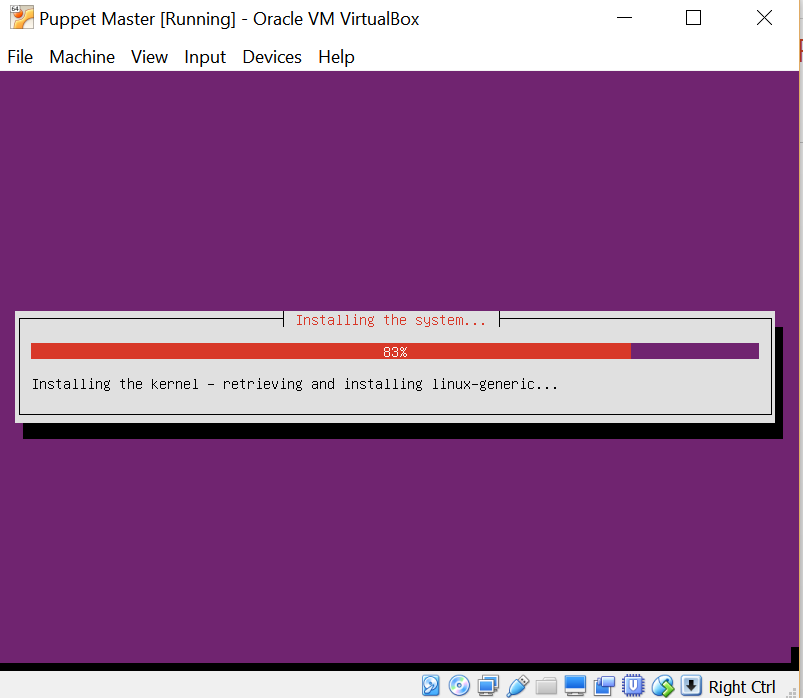 64
Puppet Master [Running] - Oracle VM VirtualBox
File Machine View Input Devices Help
Installing the system...
83%
Installing the kernel - retrieving and installing linux-generic...
Right Ctrl